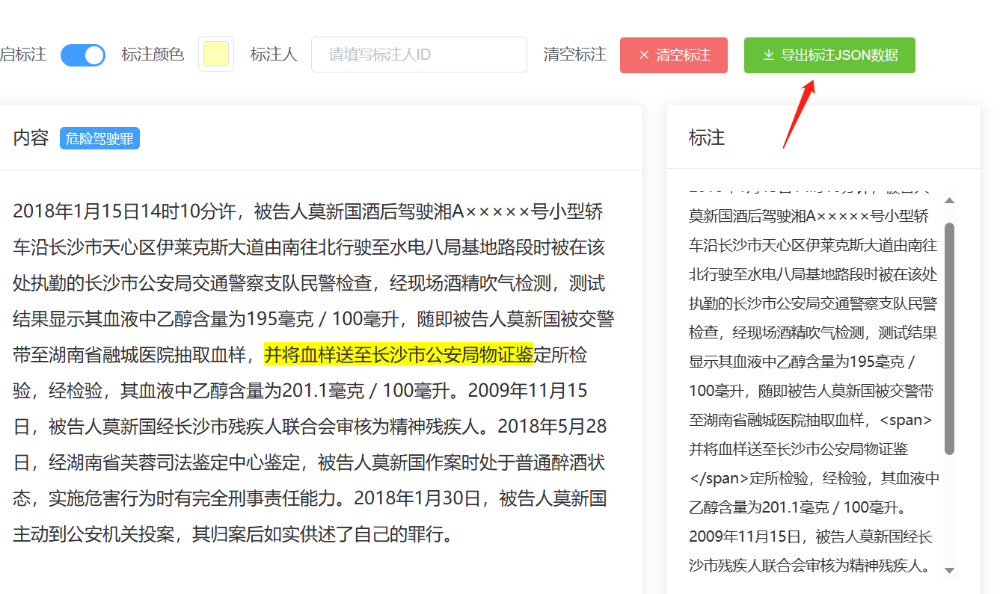 启标注 标注颜色 标注人 请填写标注人ID 清空标注 清空标注 导出标注JSON数据
内容 危险驾驶罪
2018年1月15日14时10分许，被告人莫新国酒后驾驶湘A×××××号小型轿
车沿长沙市天心区伊莱克斯大道由南往北行驶至水电八局基地路段时被在该
处执勤的长沙市公安局交通警察支队民警检查，经现场酒精吹气检测，测试
结果显示其血液中乙醇含量为195毫克 / 100毫升，随即被告人莫新国被交警
带至湖南省融城医院抽取血样，并将血样送至长沙市公安局物证鉴定所检
验，经检验，其血液中乙醇含量为201.1毫克 / 100毫升。2009年11月15
日，被告人莫新国经长沙市残疾人联合会审核为精神残疾人。2018年5月28
日，经湖南省芙蓉司法鉴定中心鉴定，被告人莫新国作案时处于普通醉酒状
态，实施危害行为时有完全刑事责任能力。2018年1月30日，被告人莫新国
主动到公安机关投案，其归案后如实供述了自己的罪行。
标注
莫新国酒后驾驶湘A×××××号小型轿
车沿长沙市天心区伊莱克斯大道由南往
北行驶至水电八局基地路段时被在该处
执勤的长沙市公安局交通警察支队民警
检查，经现场酒精吹气检测，测试结果
显示其血液中乙醇含量为195毫克 /
100毫升，随即被告人莫新国被交警带
至湖南省融城医院抽取血样，<span>
并将血样送至长沙市公安局物证鉴
</span>定所检验，经检验，其血液中
乙醇含量为201.1毫克 / 100毫升。
2009年11月15日，被告人莫新国经长
沙市残疾人联合会审核为精神残疾人。